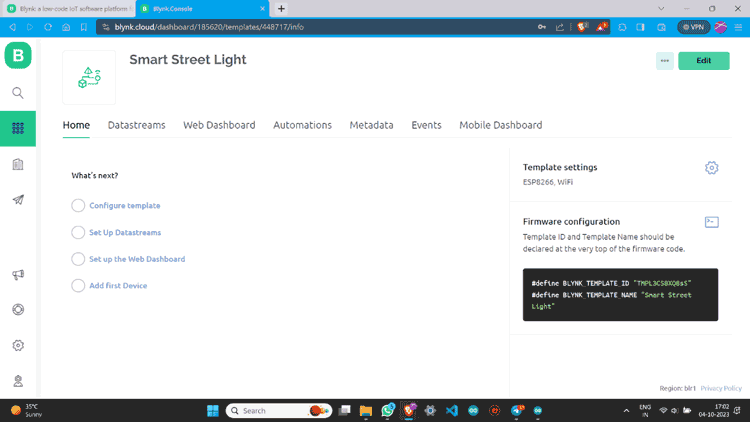 Blynk: a low-code IoT software platform
Blynk.Console
blynk.cloud/dashboard/185620/templates/448717/info
VPN
B
Smart Street Light
Edit
Home Datastreams Web Dashboard Automations Metadata Events Mobile Dashboard
What's next?
Configure template
Set Up Datastreams
Set up the Web Dashboard
Add first Device
Template settings
ESP8266, WiFi
Firmware configuration
Template ID and Template Name should be
declared at the very top of the firmware code.
#define BLYNK_TEMPLATE_ID "TMPL3CS8XQ8sS"
#define BLYNK_TEMPLATE_NAME "Smart Street
Light"
Region: blr1 Privacy Policy
35°C
Sunny
Search
ENG
IN
17:02
04-10-2023